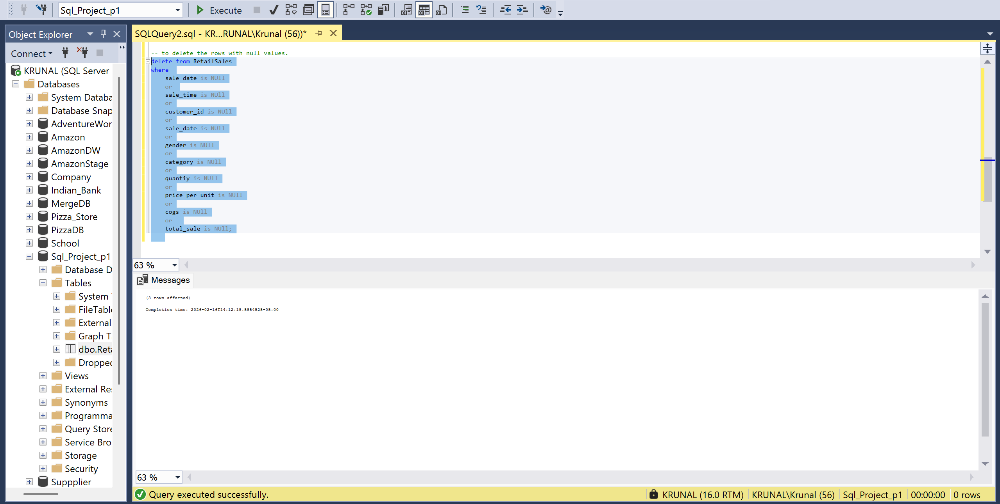 Sql_Project_p1
Execute
Object Explorer
Connect
KRUNAL (SQL Server
Databases
System Databa
Database Snap
AdventureWor
Amazon
AmazonDW
AmazonStage
Company
Indian_Bank
MergeDB
Pizza_Store
PizzaDB
School
Sql_Project_p1
Database D
Tables
System T
FileTable
External
Graph Ta
dbo.Reta
Dropped
Views
External Res
Synonyms
Programma
Query Store
Service Bro
Storage
Security
Suppplier
SQLQuery2.sql - KR...RUNAL\Krunal (56))*
-- to delete the rows with null values.
delete from RetailSales
where
sale_date is NUll
or
sale_time is NUll
or
customer_id is NUll
or
sale_date is NUll
or
gender is NUll
or
category is NUll
or
quantiy is NUll
or
price_per_unit is NUll
or
cogs is NUll
or
total_sale is NUll;
63 %
Messages
(3 rows affected)
Completion time: 2026-02-16T14:12:18.5854525-05:00
63 %
Query executed successfully.
KRUNAL (16.0 RTM)
KRUNAL\Krunal (56)
Sql_Project_p1
00:00:00
0 rows